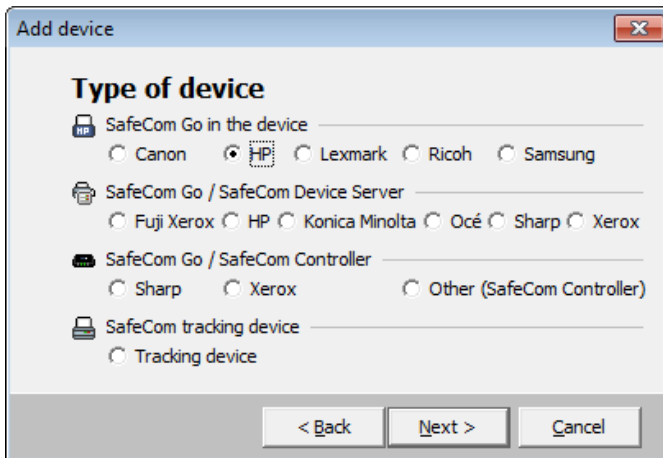 Add device
Type of device
SafeCom Go in the device
Canon HP Lexmark Ricoh Samsung
SafeCom Go / SafeCom Device Server
Fuji Xerox HP Konica Minolta Océ Sharp Xerox
SafeCom Go / SafeCom Controller
Sharp Xerox Other (SafeCom Controller)
SafeCom tracking device
Tracking device
< Back Next > Cancel